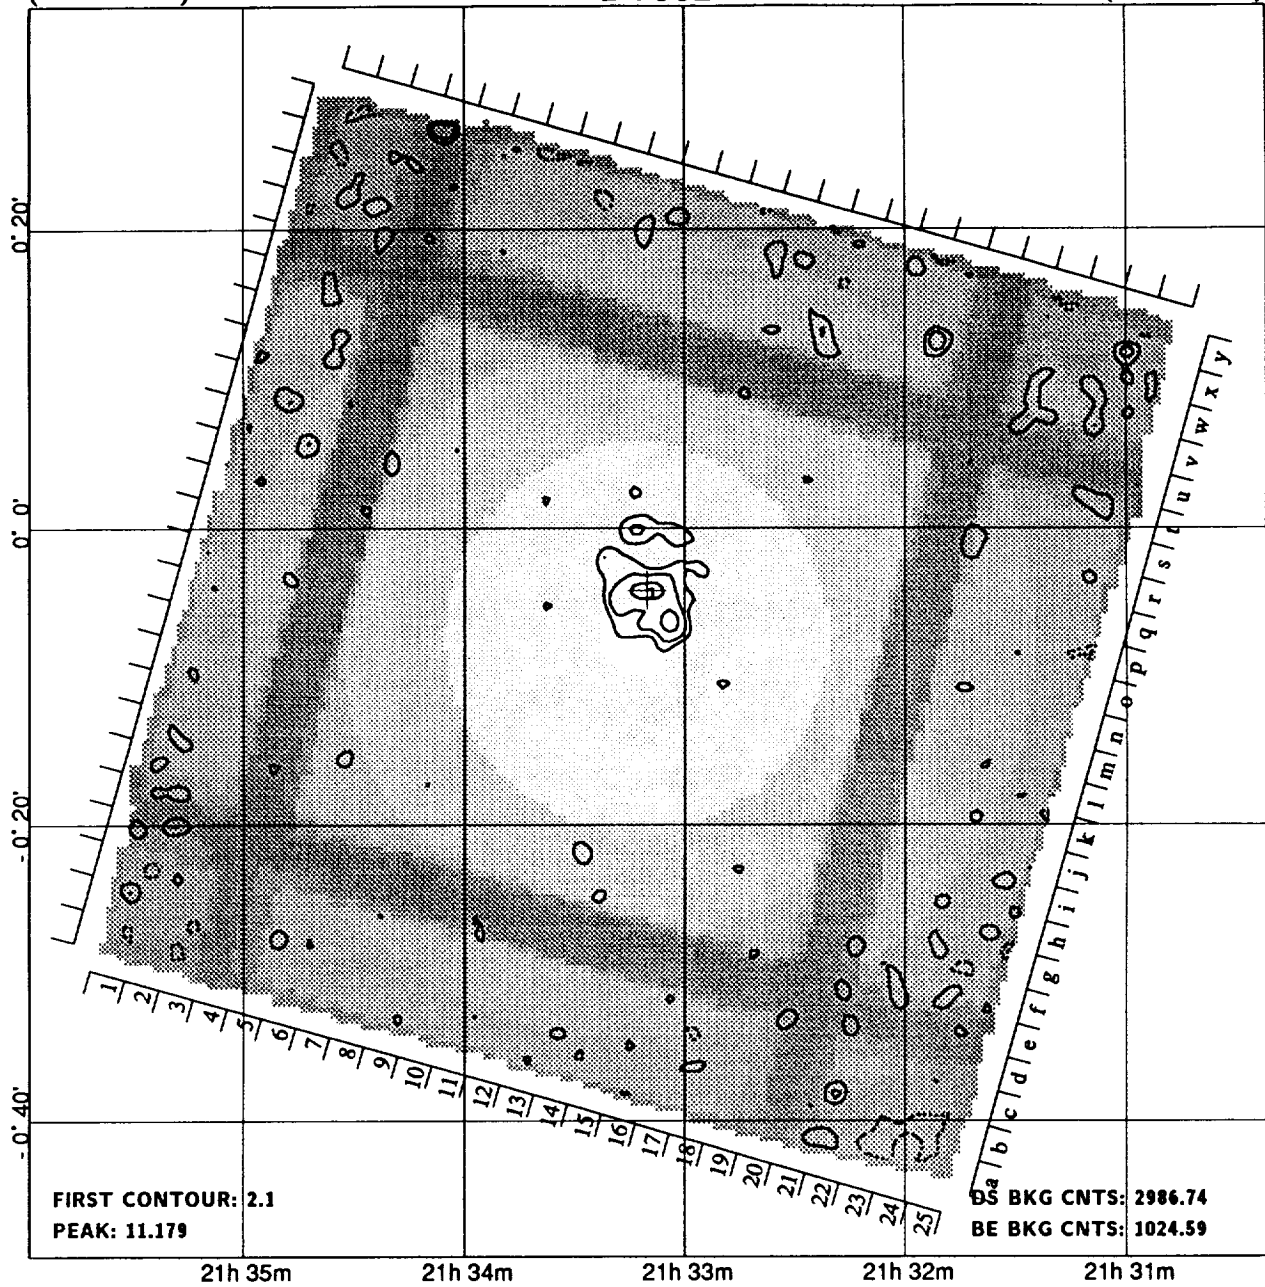 0° 20'
0° 0'
- 0° 20'
- 0° 40'
y
x
w
v
u
t
s
r
q
p
o
n
m
l
k
j
i
h
g
f
e
d
c
b
a
1 2 3 4 5 6 7 8 9 10 11 12 13 14 15 16 17 18 19 20 21 22 23 24 25
FIRST CONTOUR: 2.1
PEAK: 11.179
DS BKG CNTS: 2986.74
BE BKG CNTS: 1024.59
21h 35m 21h 34m 21h 33m 21h 32m 21h 31m